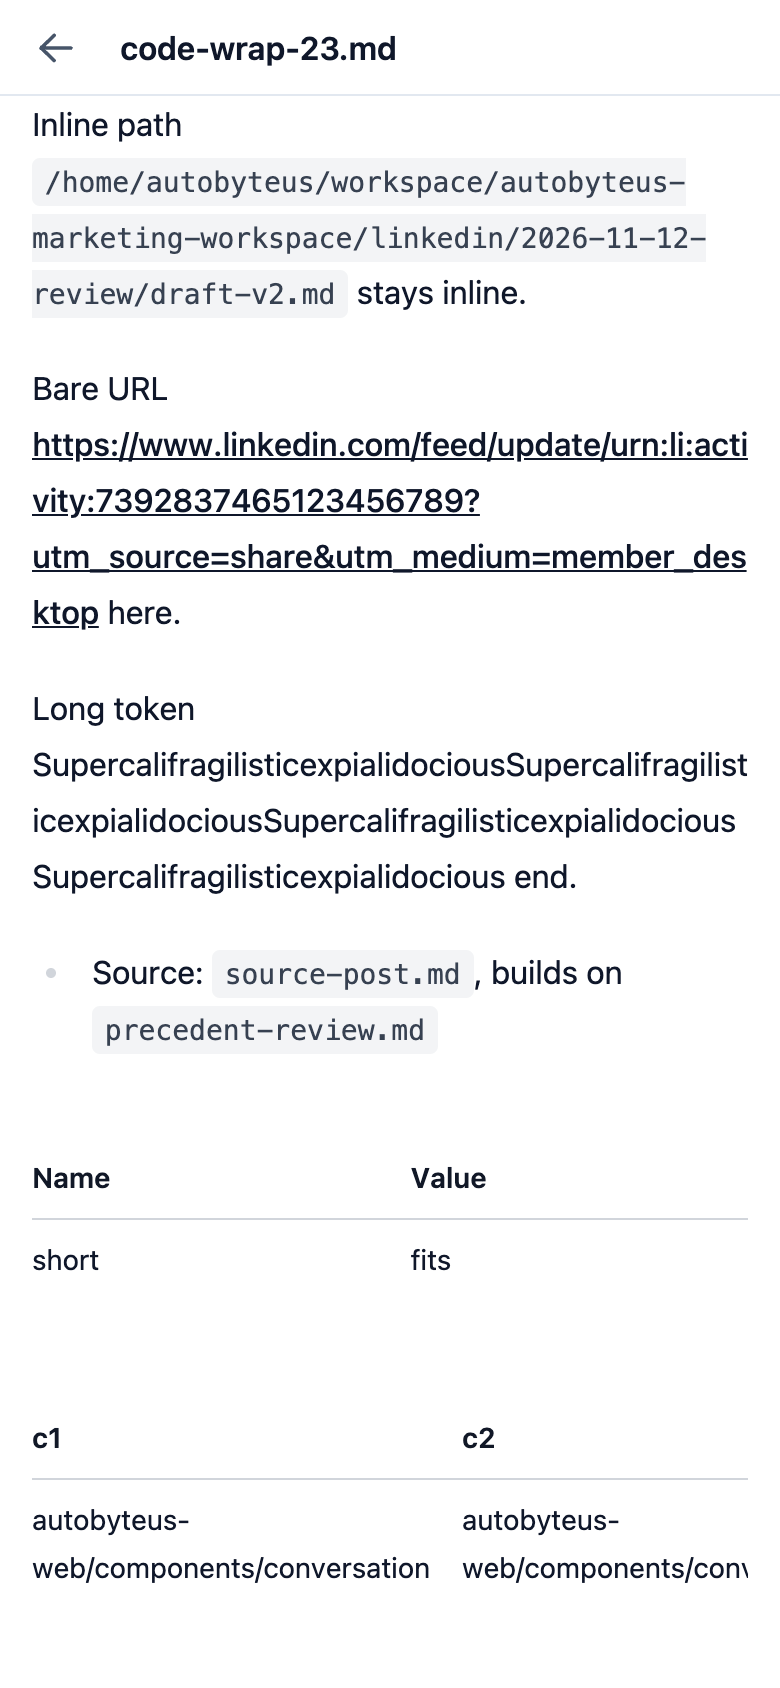 code-wrap-23.md
Inline path
/home/autobyteus/workspace/autobyteus-
marketing-workspace/linkedin/2026-11-12-
review/draft-v2.md stays inline.
Bare URL
https://www.linkedin.com/feed/update/urn:li:acti
vity:7392837465123456789?
utm_source=share&utm_medium=member_des
ktop here.
Long token
SupercalifragilisticexpialidociousSupercalifragilist
icexpialidociousSupercalifragilisticexpialidocious
Supercalifragilisticexpialidocious end.
Source: source-post.md, builds on
precedent-review.md
Name Value
short fits
c1 c2
autobyteus- autobyteus-
web/components/conversation web/components/conv